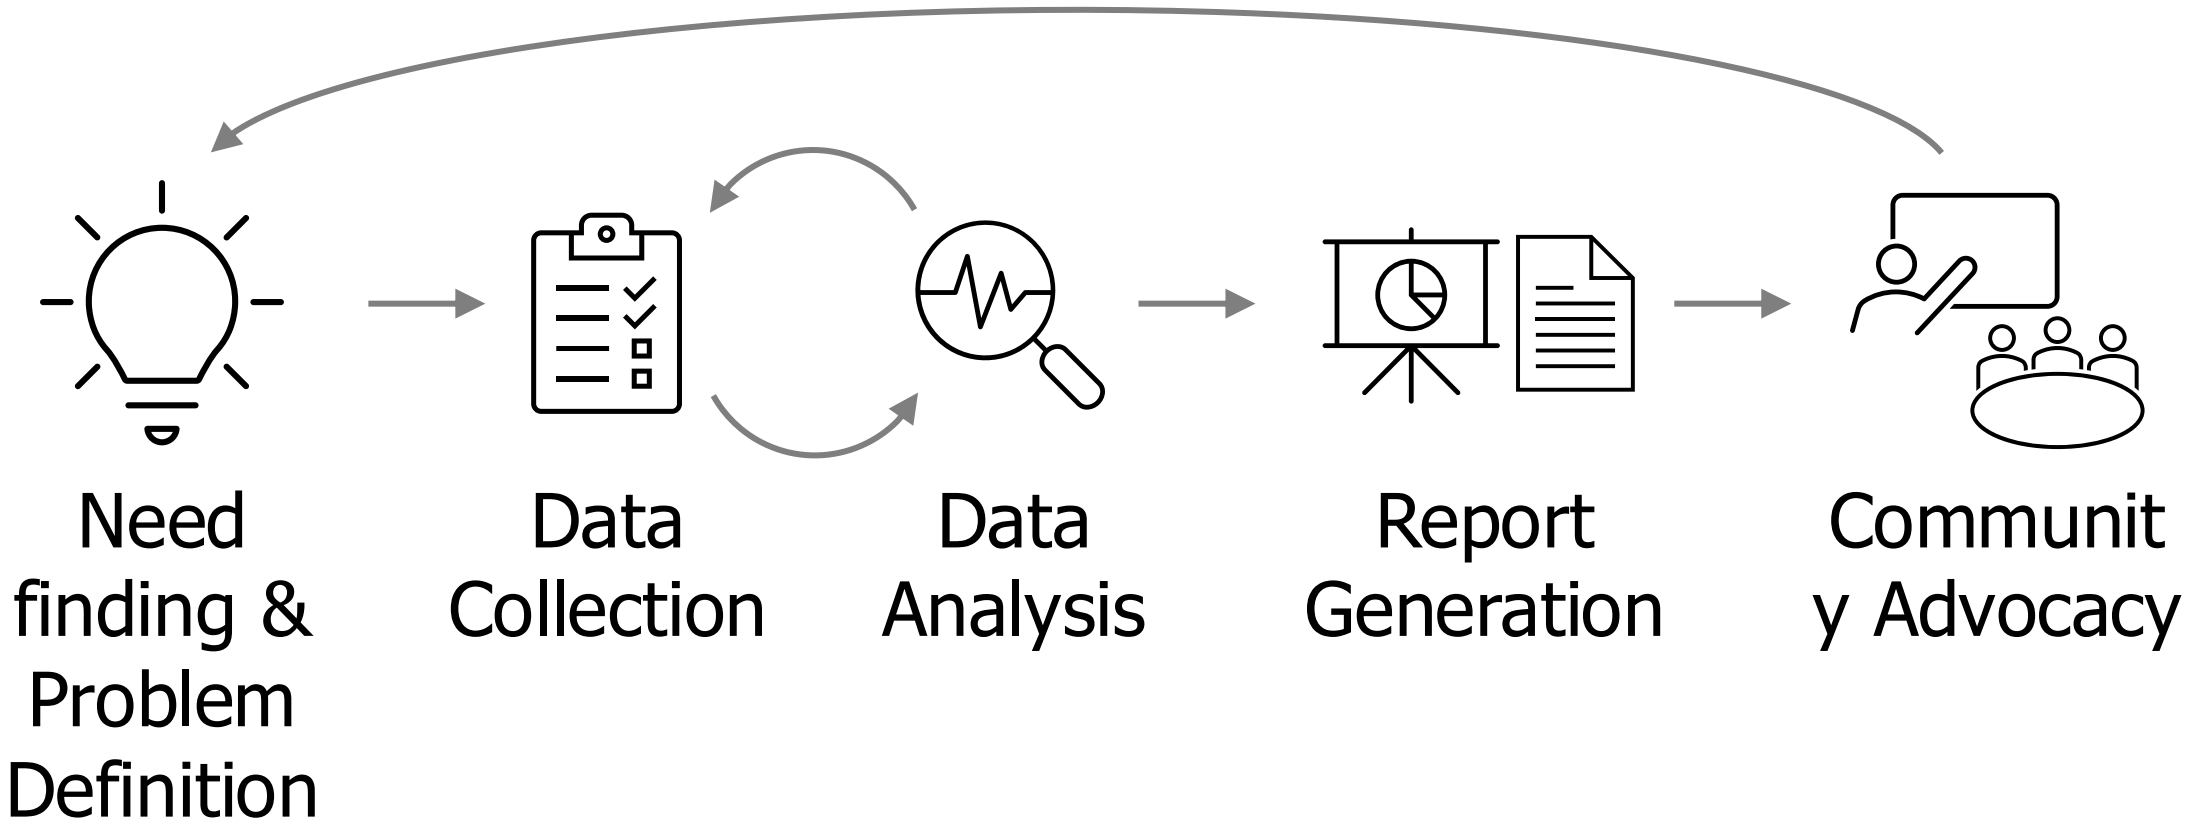 Need
finding &
Problem
Definition
Data
Collection
Data
Analysis
Report
Generation
Communit
y Advocacy